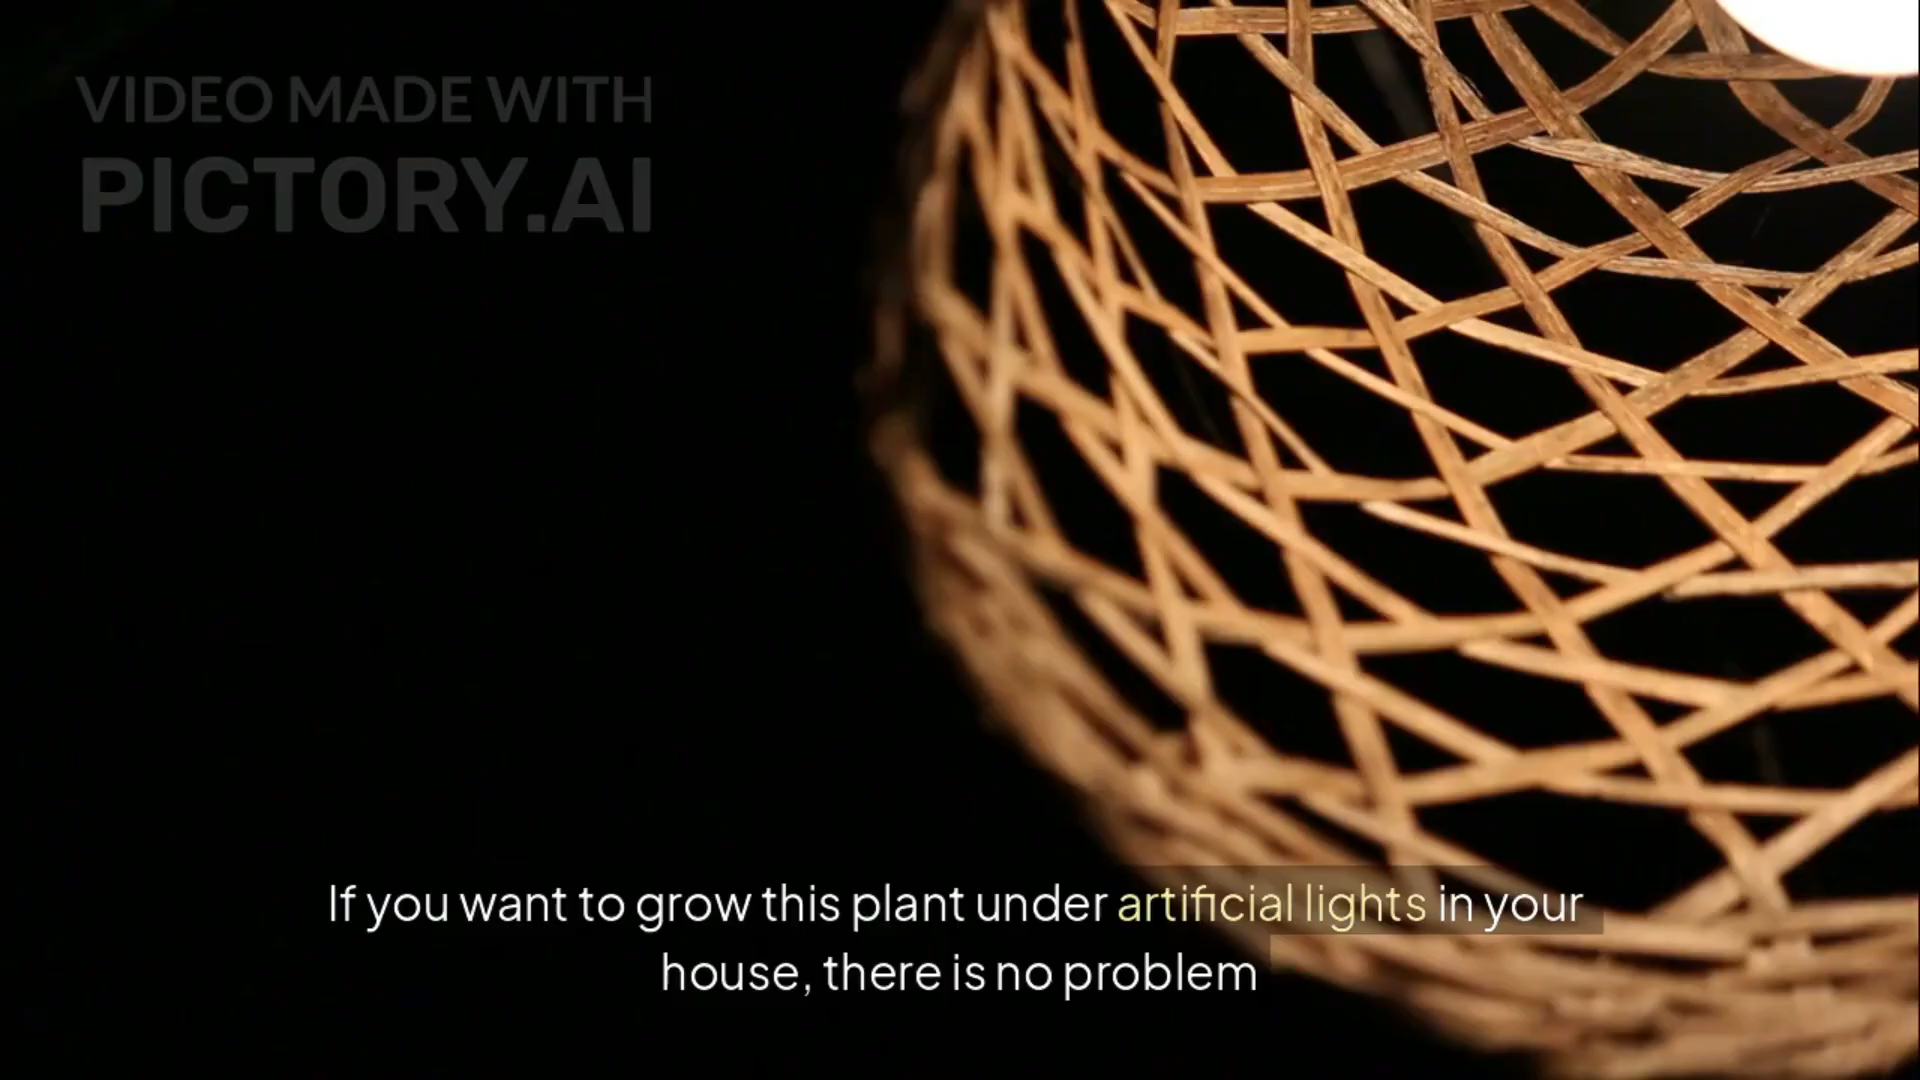 VIDEO MADE WITH
PICTORY.AI
If you want to grow this plant under artificial lights in your
house, there is no problem